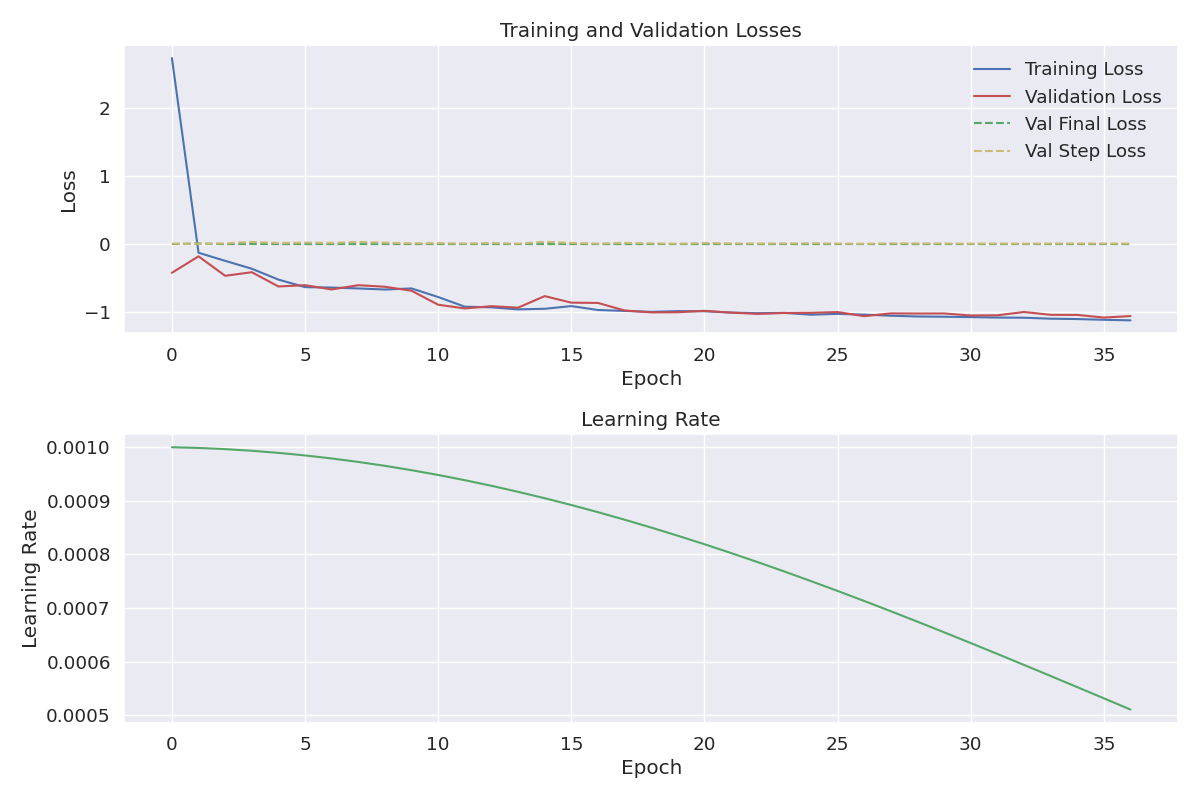 Training and Validation Losses
Training Loss
Validation Loss
Val Final Loss
Val Step Loss
Loss
2
1
0
−1
0 5 10 15 20 25 30 35
Epoch
Learning Rate
Learning Rate
0.0010
0.0009
0.0008
0.0007
0.0006
0.0005
0 5 10 15 20 25 30 35
Epoch